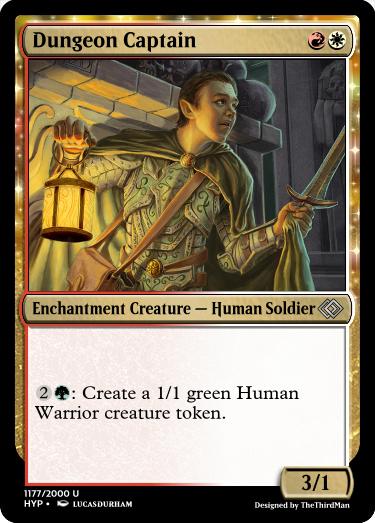 Dungeon Captain
Enchantment Creature — Human Soldier
2 : Create a 1/1 green Human
Warrior creature token.
3/1
1177/2000 U
HYP • LUCASDURHAM
Designed by TheThirdMan